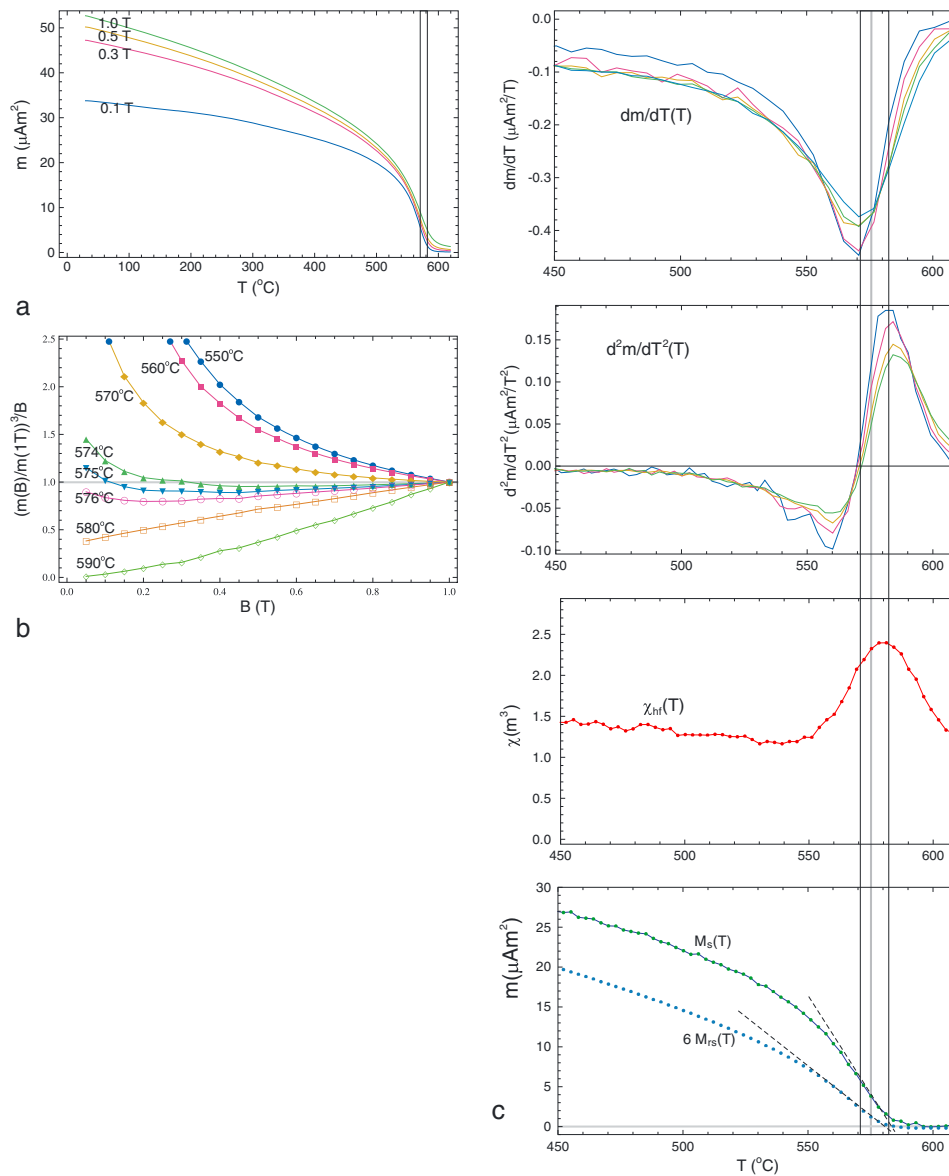 50
1.0 T
0.5 T
0.3 T
40
30
0.1 T
20
10
0
m (μAm²)
0 100 200 300 400 500 600
T (°C)
a
2.5
2.0
1.5
1.0
0.5
0.0
(m(B)/m(1T))³/B
550°C
560°C
570°C
574°C
575°C
576°C
580°C
590°C
0.0 0.2 0.4 0.6 0.8 1.0
B (T)
b
0.0
-0.1
-0.2
-0.3
-0.4
dm/dT (μAm²/T)
dm/dT(T)
450 500 550 600
0.15
0.10
0.05
0.00
-0.05
-0.10
d²m/dT² (μAm²/T²)
d²m/dT²(T)
450 500 550 600
3.0
2.5
2.0
1.5
1.0
0.5
0.0
χ(m³)
χhf(T)
450 500 550 600
30
25
20
15
10
5
0
m(μAm²)
Ms(T)
6 Mrs(T)
450 500 550 600
T (°C)
c